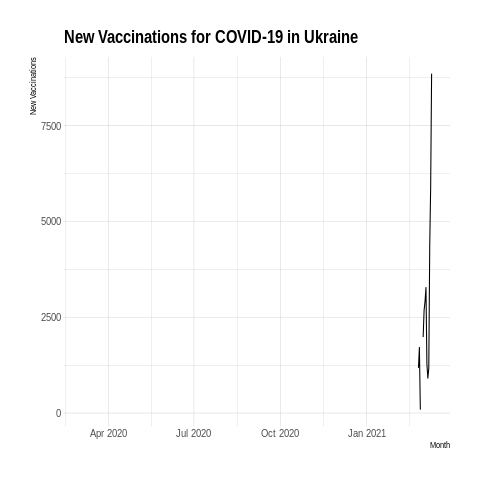 New Vaccinations for COVID-19 in Ukraine
New Vaccinations
7500
5000
2500
0
Apr 2020
Jul 2020
Oct 2020
Jan 2021
Month